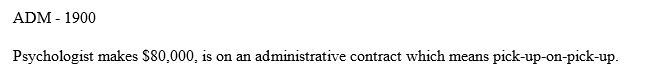 ADM - 1900
Psychologist makes $80,000, is on an administrative contract which means pick-up-on-pick-up.